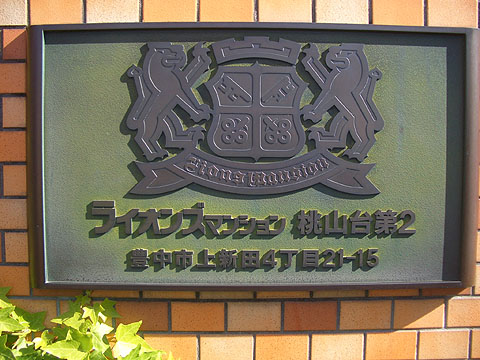 Lions Mansion
ライオンズマンション 桃山台第2
豊中市上新田4丁目21-15